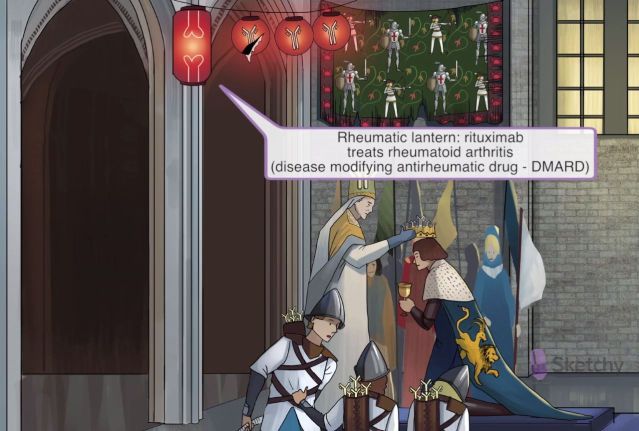 Rheumatic lantern: rituximab
treats rheumatoid arthritis
(disease modifying antirheumatic drug - DMARD)
Sketchy